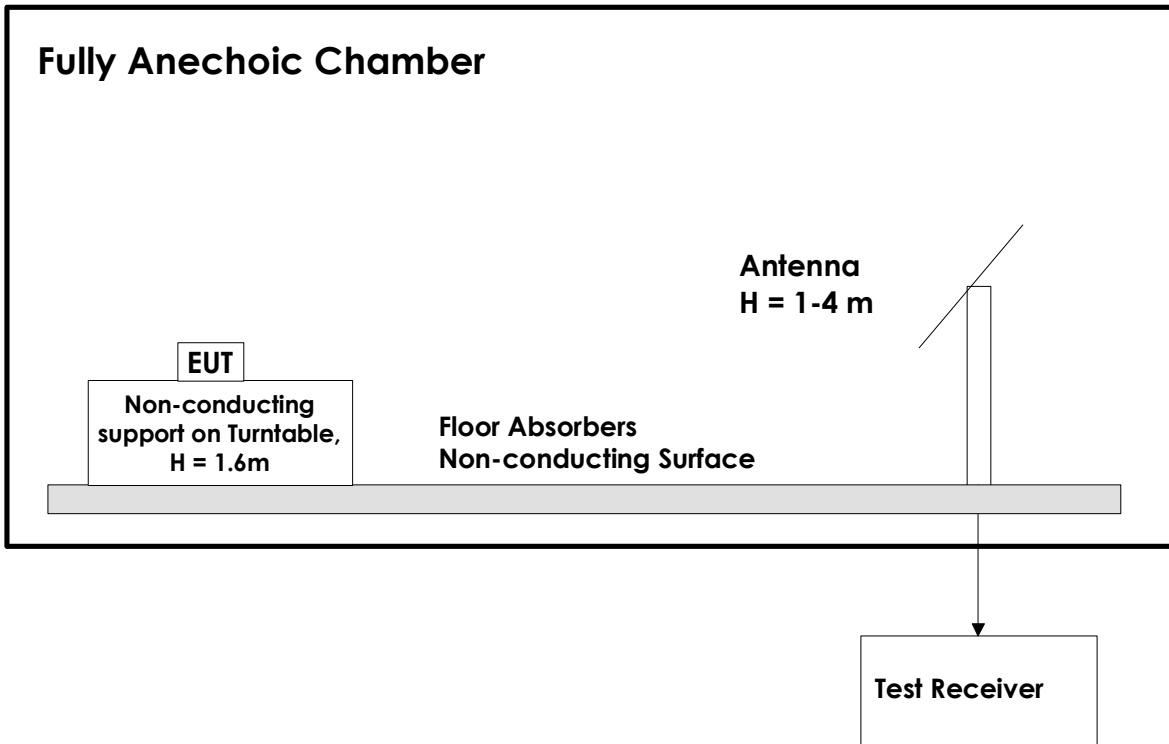 Fully Anechoic Chamber
Antenna
H = 1-4 m
EUT
Non-conducting
support on Turntable,
H = 1.6m
Floor Absorbers
Non-conducting Surface
Test Receiver